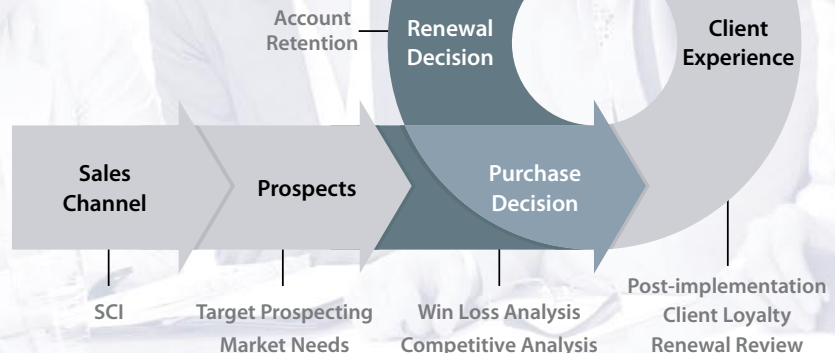 Account
Retention
Renewal
Decision
Client
Experience
Sales
Channel
Prospects
Purchase
Decision
SCI
Target Prospecting
Market Needs
Win Loss Analysis
Competitive Analysis
Post-implementation
Client Loyalty
Renewal Review